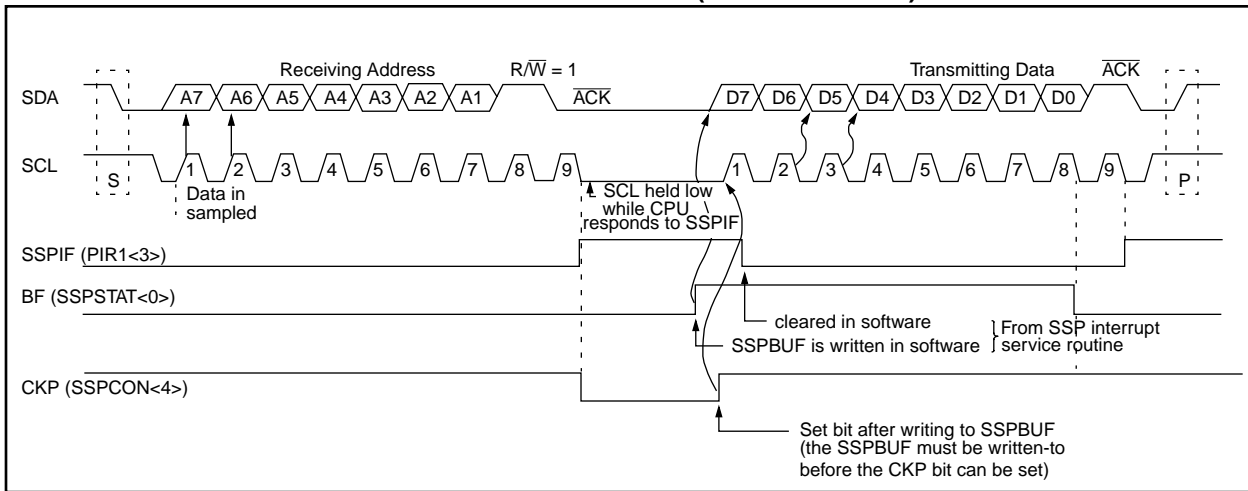 Receiving Address
R/W = 1
Transmitting Data
ACK
SDA
A7 A6 A5 A4 A3 A2 A1
ACK
D7 D6 D5 D4 D3 D2 D1 D0
SCL
S
1 2 3 4 5 6 7 8 9
1 2 3 4 5 6 7 8 9
P
Data in
sampled
SCL held low
while CPU
responds to SSPIF
SSPIF (PIR1<3>)
BF (SSPSTAT<0>)
cleared in software
SSPBUF is written in software
From SSP interrupt
service routine
CKP (SSPCON<4>)
Set bit after writing to SSPBUF
(the SSPBUF must be written-to
before the CKP bit can be set)